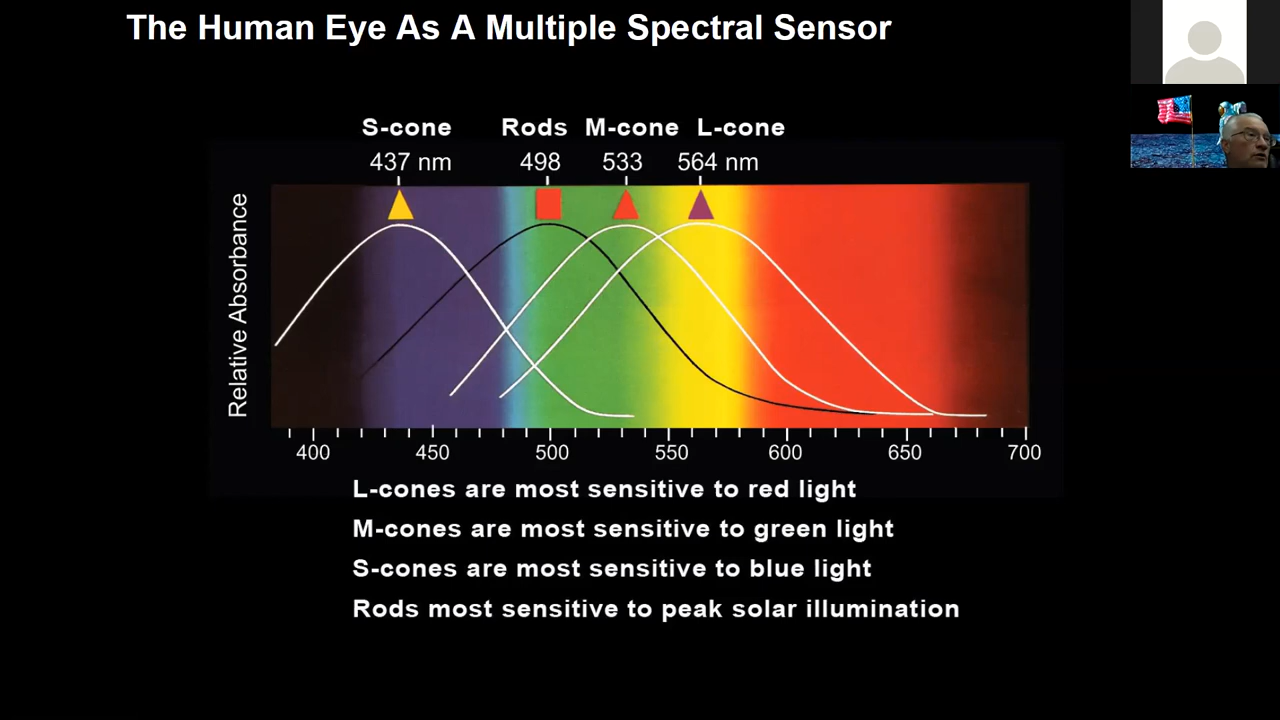 The Human Eye As A Multiple Spectral Sensor
S-cone Rods M-cone L-cone
437 nm 498 533 564 nm
Relative Absorbance
400 450 500 550 600 650 700
L-cones are most sensitive to red light
M-cones are most sensitive to green light
S-cones are most sensitive to blue light
Rods most sensitive to peak solar illumination